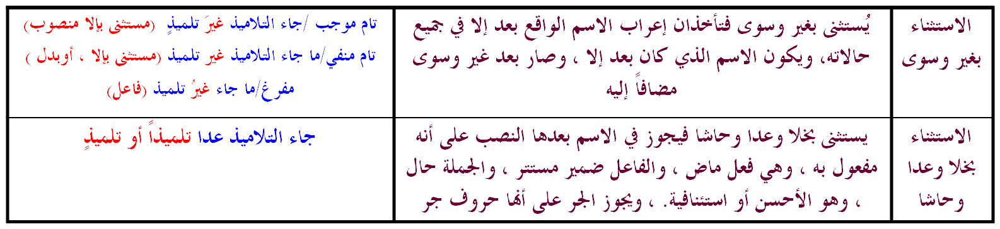 الاستثناء
بغير وسوى
يُستثنى بغير وسوى فتأخذان إعراب الاسم الواقع بعد إلا في جميع
حالاته، ويكون الاسم الذي كان بعد إلا ، وصار بعد غير وسوى
مضافاً إليه
تام موجب /جاء التلاميذ غيرَ تلميذٍ (مستثنى بإلا منصوب)
تام منفي/ما جاء التلاميذ غير تلميذ (مستثنى بإلا ، أوبدل )
مفرغ/ما جاء غيرُ تلميذ (فاعل)
الاستثناء
بخلا وعدا
وحاشا
يستثنى بخلا وعدا وحاشا فيجوز في الاسم بعدها النصب على أنه
مفعول به ، وهي فعل ماض ، والفاعل ضمير مستتر ، والجملة حال
، وهو الأحسن أو استئنافية. ، ويجوز الجر على أنها حروف جر
جاء التلاميذ عدا تلميذاً أو تلميذٍ